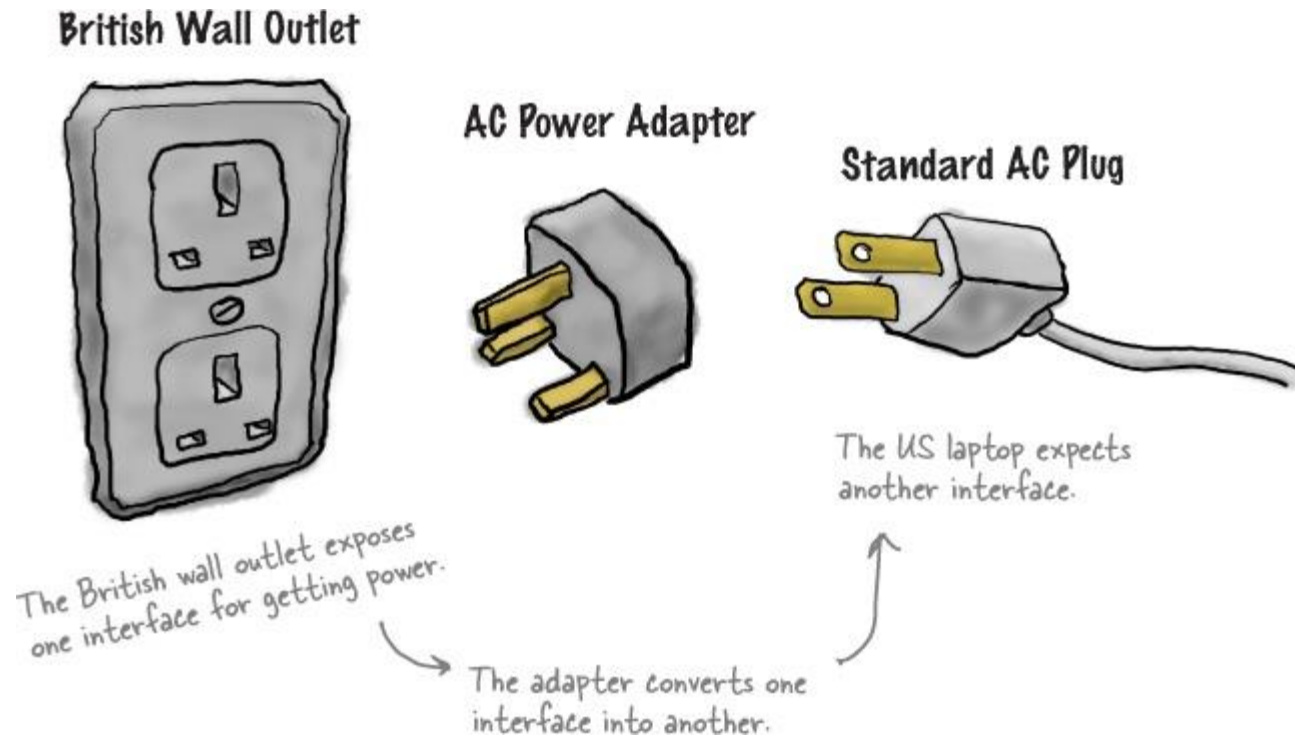 British Wall Outlet
AC Power Adapter
Standard AC Plug
The US laptop expects
another interface.
The British wall outlet exposes
one interface for getting power.
The adapter converts one
interface into another.